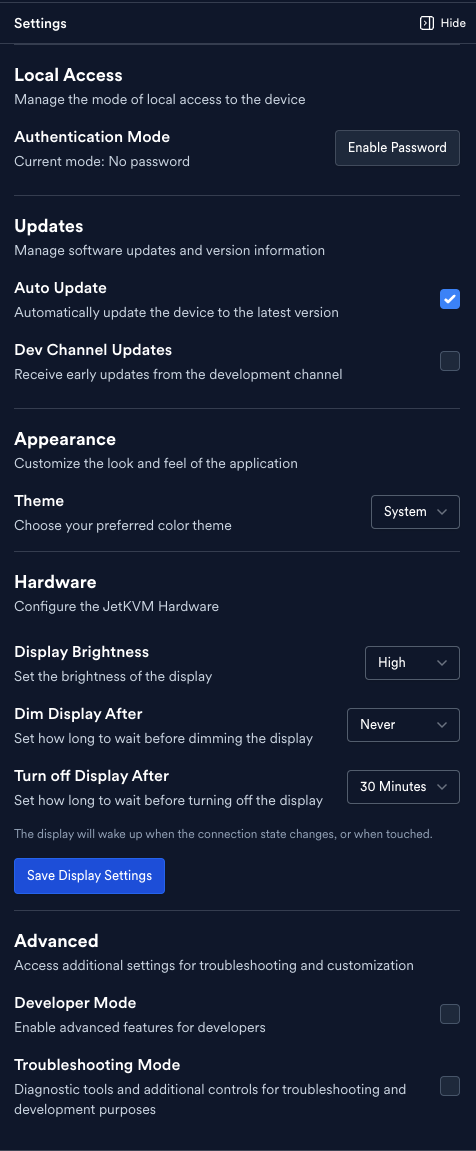 Settings
Hide
Local Access
Manage the mode of local access to the device
Authentication Mode
Current mode: No password
Enable Password
Updates
Manage software updates and version information
Auto Update
Automatically update the device to the latest version
Dev Channel Updates
Receive early updates from the development channel
Appearance
Customize the look and feel of the application
Theme
Choose your preferred color theme
System
Hardware
Configure the JetKVM Hardware
Display Brightness
Set the brightness of the display
High
Dim Display After
Set how long to wait before dimming the display
Never
Turn off Display After
Set how long to wait before turning off the display
30 Minutes
The display will wake up when the connection state changes, or when touched.
Save Display Settings
Advanced
Access additional settings for troubleshooting and customization
Developer Mode
Enable advanced features for developers
Troubleshooting Mode
Diagnostic tools and additional controls for troubleshooting and
development purposes